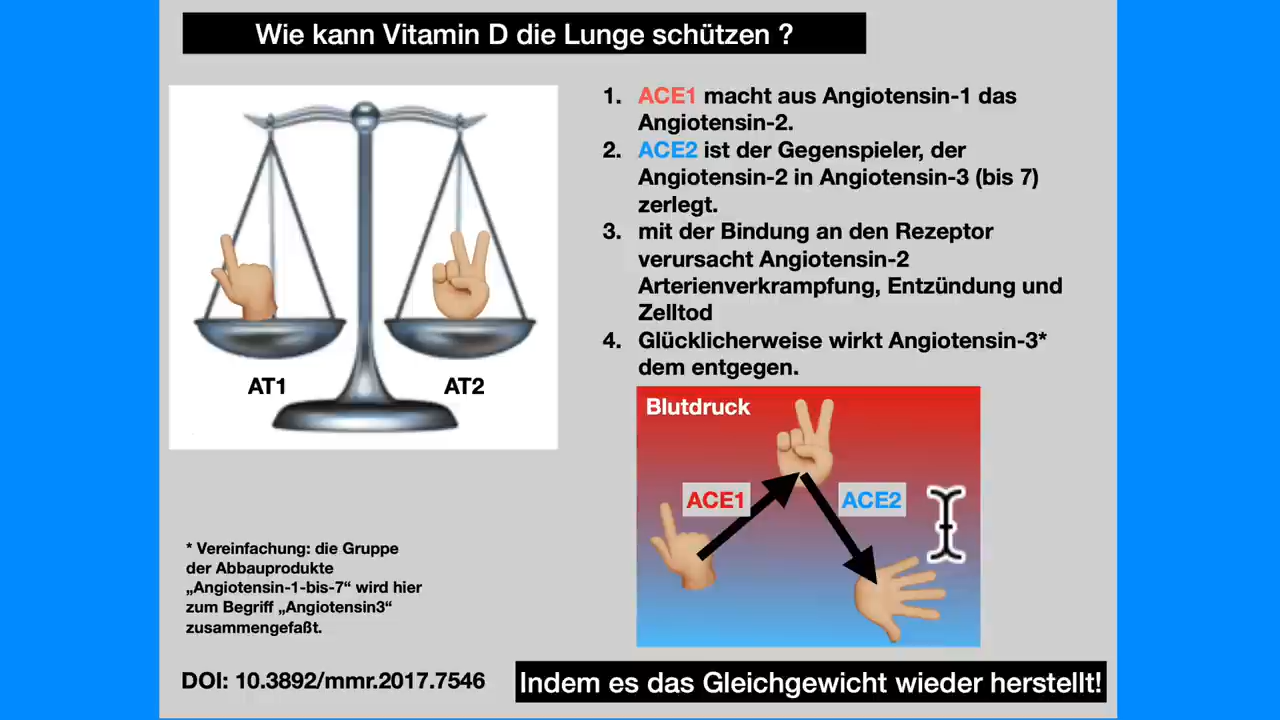 Wie kann Vitamin D die Lunge schützen ?
AT1
AT2
1. ACE1 macht aus Angiotensin-1 das
Angiotensin-2.
2. ACE2 ist der Gegenspieler, der
Angiotensin-2 in Angiotensin-3 (bis 7)
zerlegt.
3. mit der Bindung an den Rezeptor
verursacht Angiotensin-2
Arterienverkrampfung, Entzündung und
Zelltod
4. Glücklicherweise wirkt Angiotensin-3*
dem entgegen.
Blutdruck
ACE1
ACE2
* Vereinfachung: die Gruppe
der Abbauprodukte
„Angiotensin-1-bis-7“ wird hier
zum Begriff „Angiotensin3“
zusammengefaßt.
DOI: 10.3892/mmr.2017.7546
Indem es das Gleichgewicht wieder herstellt!